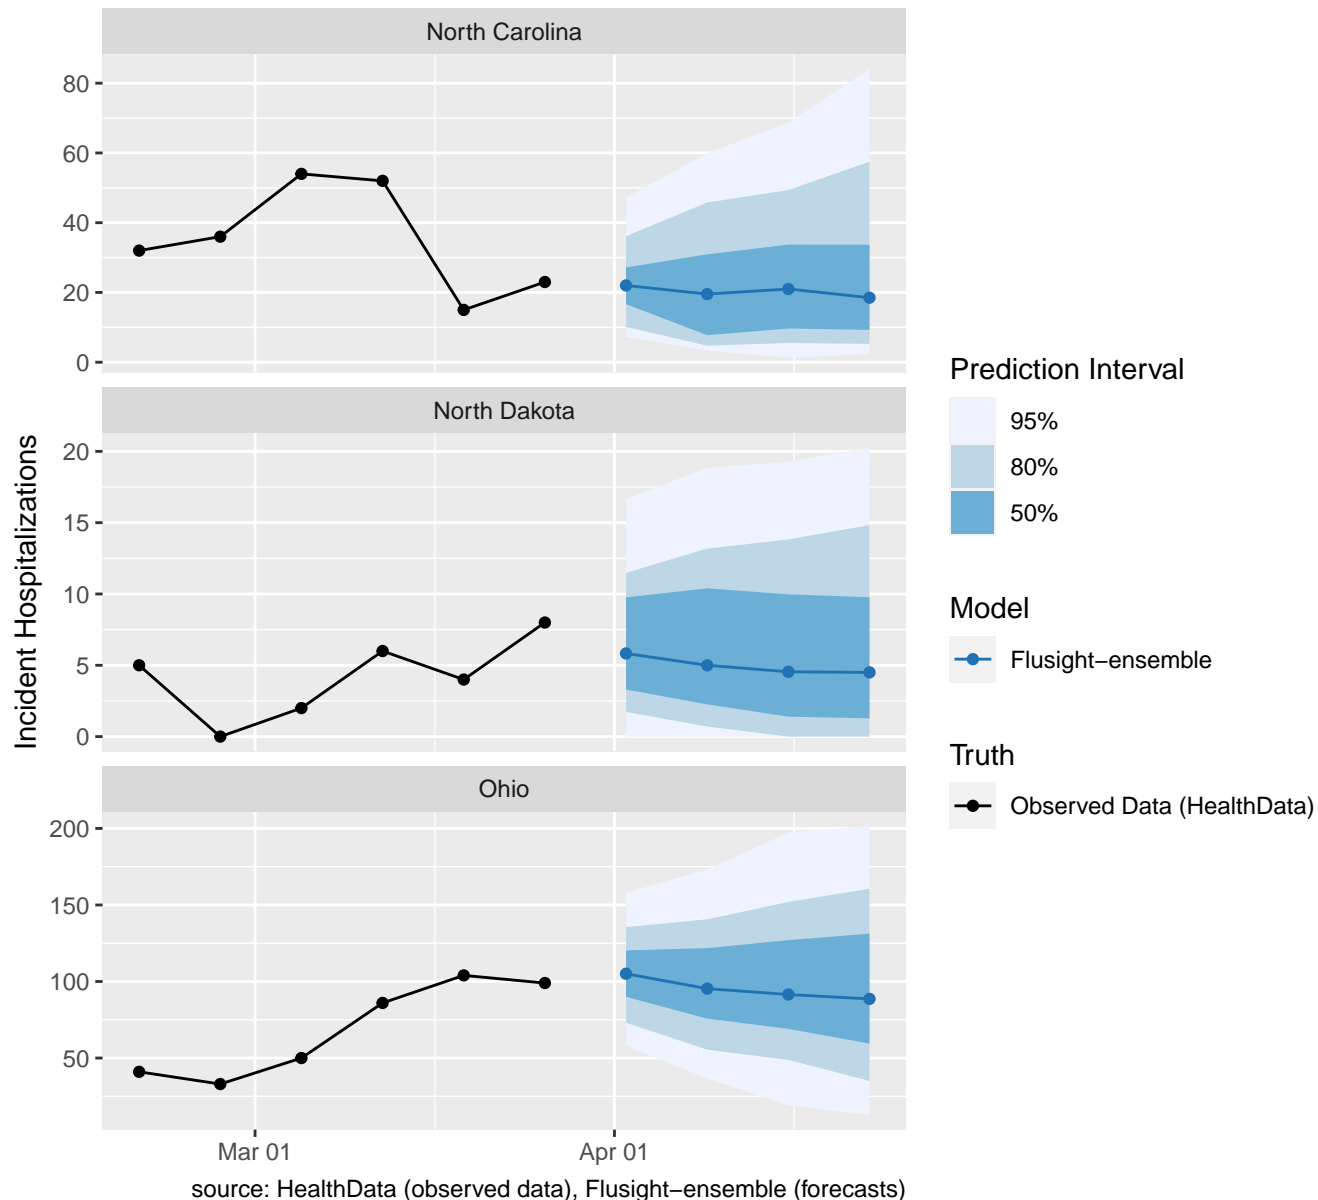 North Carolina
80
60
40
20
0
North Dakota
20
15
10
5
0
Ohio
200
150
100
50
Mar 01
Apr 01
Incident Hospitalizations
source: HealthData (observed data), Flusight−ensemble (forecasts)
Prediction Interval
95%
80%
50%
Model
Flusight−ensemble
Truth
Observed Data (HealthData)